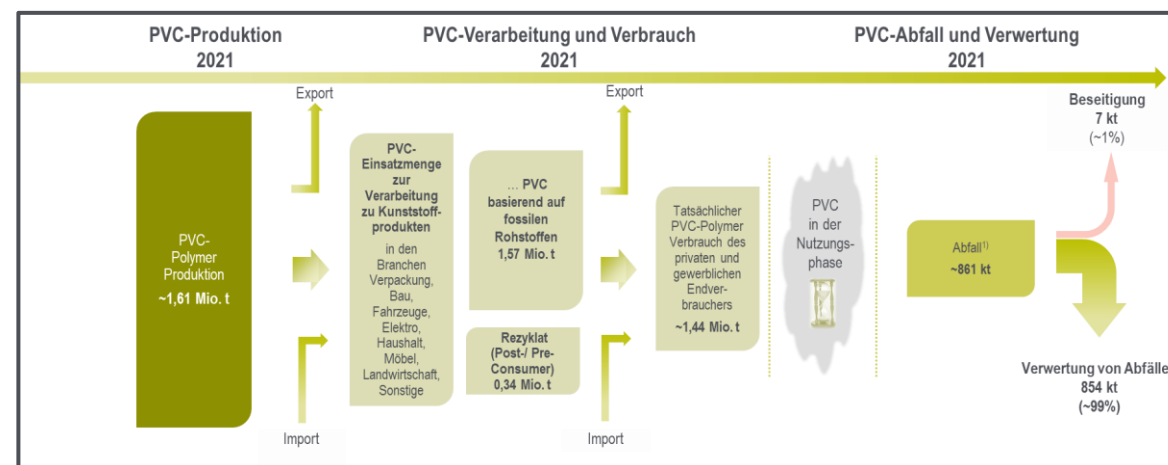 PVC-Produktion
2021
PVC-Verarbeitung und Verbrauch
2021
PVC-Abfall und Verwertung
2021
Export
Export
Beseitigung
7 kt
(~1%)
PVC-
Polymer
Produktion
~1,61 Mio. t
PVC-
Einsatzmenge
zur
Verarbeitung
zu Kunststoff-
produkten
in den
Branchen
Verpackung,
Bau,
Fahrzeuge,
Elektro,
Haushalt,
Möbel,
Landwirtschaft,
Sonstige
… PVC
basierend auf
fossilen
Rohstoffen
1,57 Mio. t
Rezyklat
(Post-/ Pre-
Consumer)
0,34 Mio. t
Tatsächlicher
PVC-Polymer
Verbrauch des
privaten und
gewerblichen
Endver-
brauchers
~1,44 Mio. t
PVC
in der
Nutzungs-
phase
Abfall¹⁾
~861 kt
Verwertung von Abfälle
854 kt
(~99%)
Import
Import